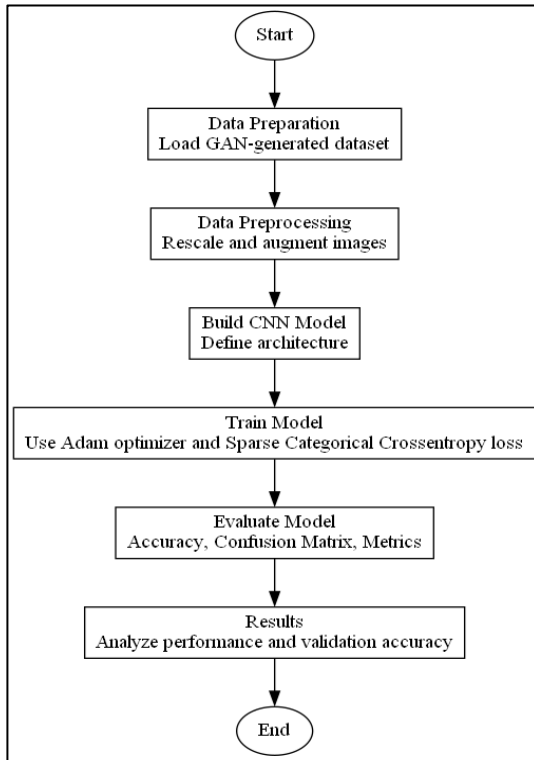 Start
Data Preparation
Load GAN-generated dataset
Data Preprocessing
Rescale and augment images
Build CNN Model
Define architecture
Train Model
Use Adam optimizer and Sparse Categorical Crossentropy loss
Evaluate Model
Accuracy, Confusion Matrix, Metrics
Results
Analyze performance and validation accuracy
End